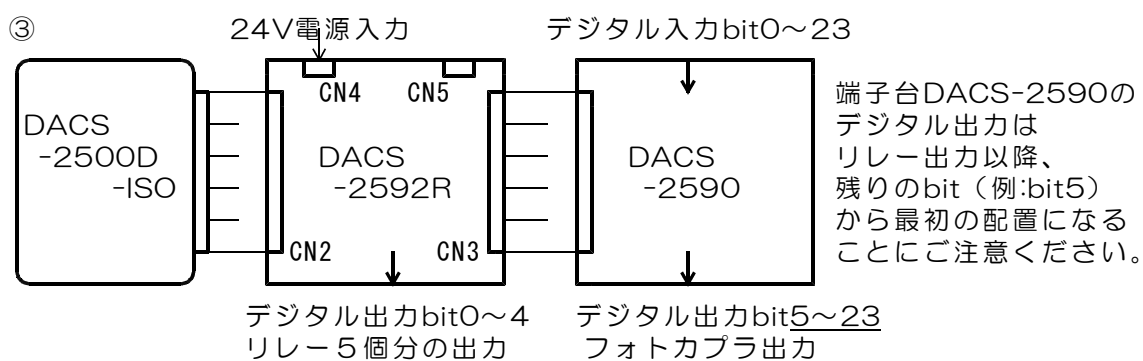 ③
24V電源入力
デジタル入力bit0～23
CN4
CN5
DACS
-2500D
-ISO
DACS
-2592R
DACS
-2590
CN2
CN3
端子台DACS-2590の
デジタル出力は
リレー出力以降、
残りのbit（例:bit5）
から最初の配置になる
ことにご注意ください。
デジタル出力bit0～4
リレー５個分の出力
デジタル出力bit5～23
フォトカプラ出力